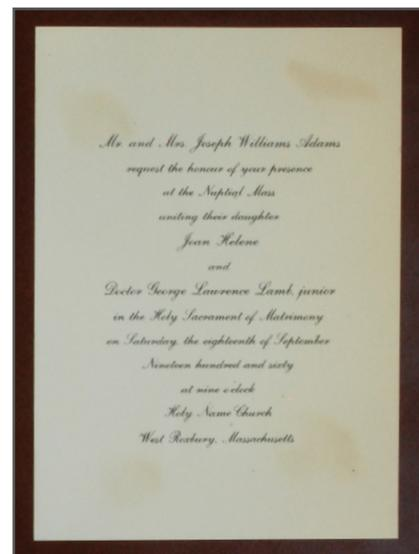 Mr. and Mrs. Joseph Williams Adams
request the honour of your presence
at the Nuptial Mass
uniting their daughter
Joan Helene
and
Doctor George Lawrence Lamb, junior
in the Holy Sacrament of Matrimony
on Saturday, the eighteenth of September
Nineteen hundred and sixty
at nine o'clock
Holy Name Church
West Roxbury, Massachusetts